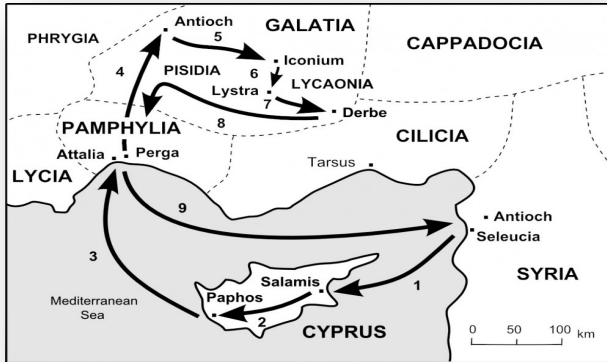 Antioch
GALATIA
PHRYGIA
5
CAPPADOCIA
Iconium
4
PISIDIA
6
LYCAONIA
Lystra
7
Derbe
8
PAMPHYLIA
CILICIA
Attalia
Perga
Tarsus
LYCIA
9
Antioch
Seleucia
3
SYRIA
Salamis
1
Paphos
Mediterranean
Sea
2
CYPRUS
km
0 50 100